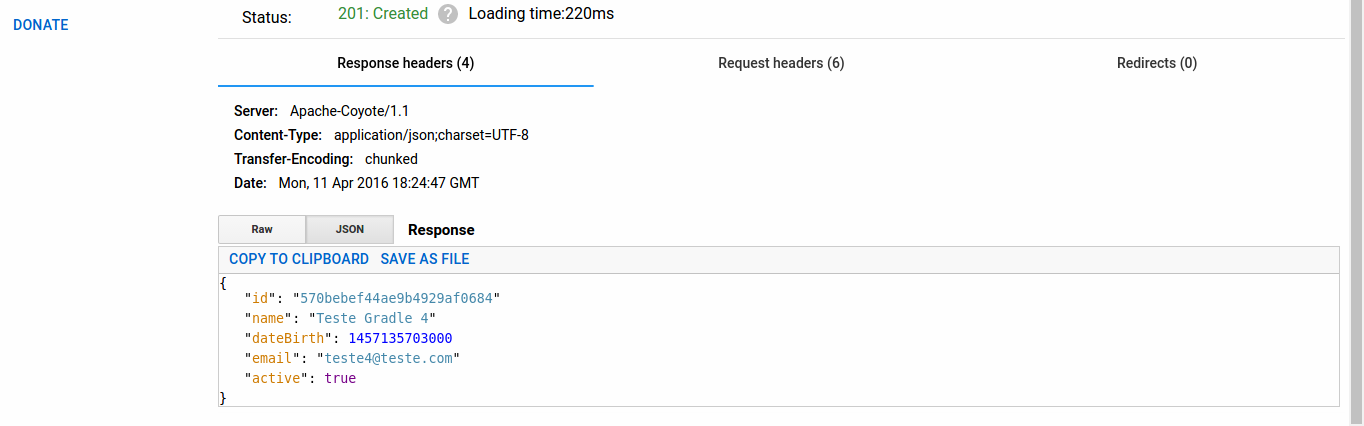 DONATE
Status: 201: Created ? Loading time:220ms
Response headers (4) Request headers (6) Redirects (0)
Server: Apache-Coyote/1.1
Content-Type: application/json;charset=UTF-8
Transfer-Encoding: chunked
Date: Mon, 11 Apr 2016 18:24:47 GMT
Raw JSON Response
COPY TO CLIPBOARD SAVE AS FILE
{
"id": "570bebef44ae9b4929af0684"
"name": "Teste Gradle 4"
"dateBirth": 1457135703000
"email": "teste4@teste.com"
"active": true
}